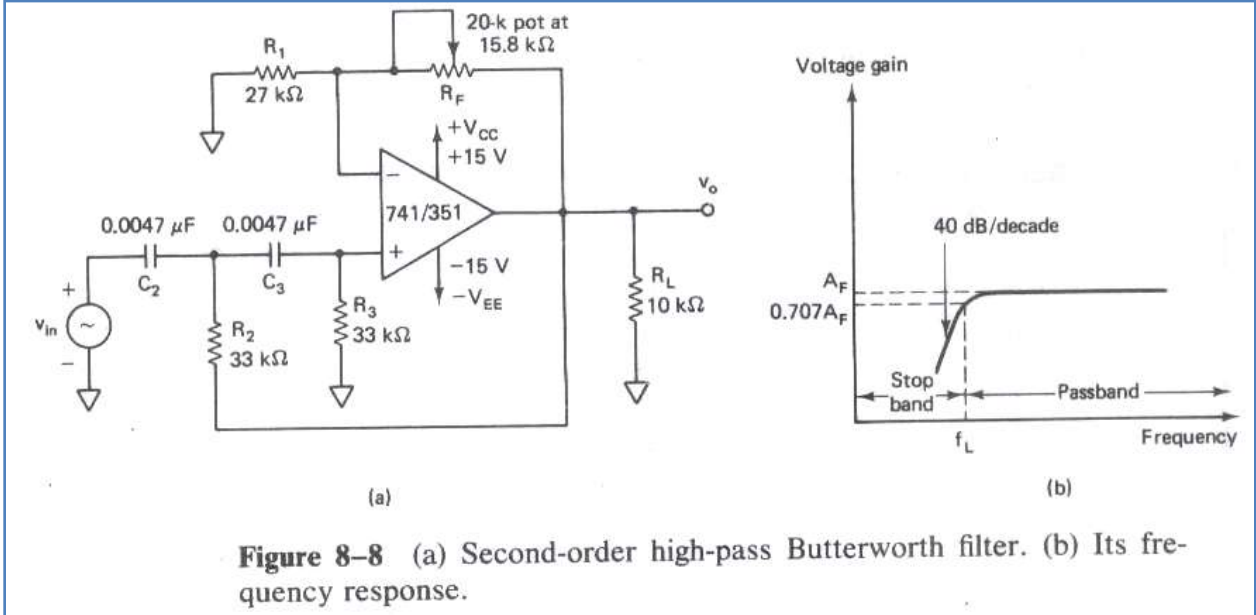 20-k pot at
15.8 kΩ
R1
27 kΩ
RF
+VCC
+15 V
−
741/351
+
−15 V
−VEE
vo
0.0047 μF
0.0047 μF
C2
C3
+
vin
~
−
R2
33 kΩ
R3
33 kΩ
RL
10 kΩ
(a)
Voltage gain
40 dB/decade
AF
0.707AF
Stop
band
Passband
fL
Frequency
(b)
Figure 8–8 (a) Second-order high-pass Butterworth filter. (b) Its fre-
quency response.